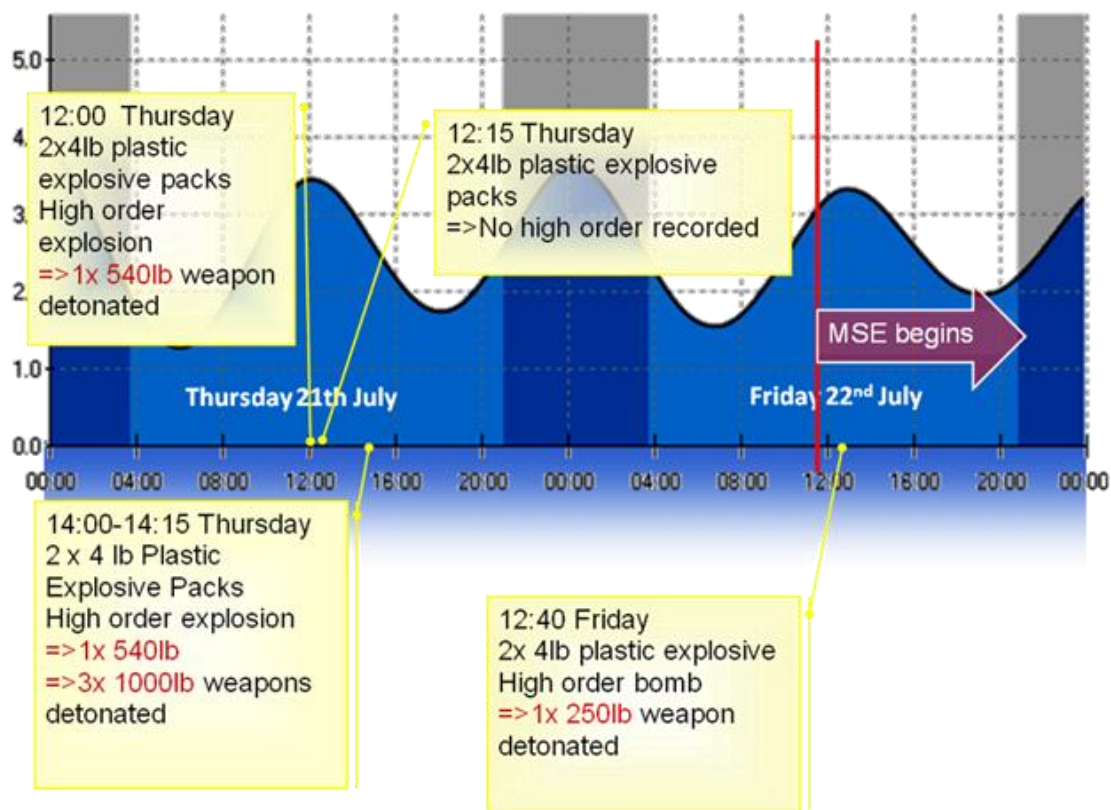 5.0
4.
3.
2
1.0
0.0
12:00  Thursday
2x4lb plastic
explosive packs
High order
explosion
=>1x 540lb weapon
detonated
12:15 Thursday
2x4lb plastic explosive
packs
=>No high order recorded
MSE begins
Thursday 21th July
Friday 22nd July
00:00 04:00 08:00 12:00 16:00 20:00 00:00 04:00 08:00 12:00 16:00 20:00 00:00
14:00-14:15 Thursday
2 x 4 lb Plastic
Explosive Packs
High order explosion
=>1x 540lb
=>3x 1000lb weapons
detonated
12:40 Friday
2x 4lb plastic explosive
High order bomb
=>1x 250lb weapon
detonated